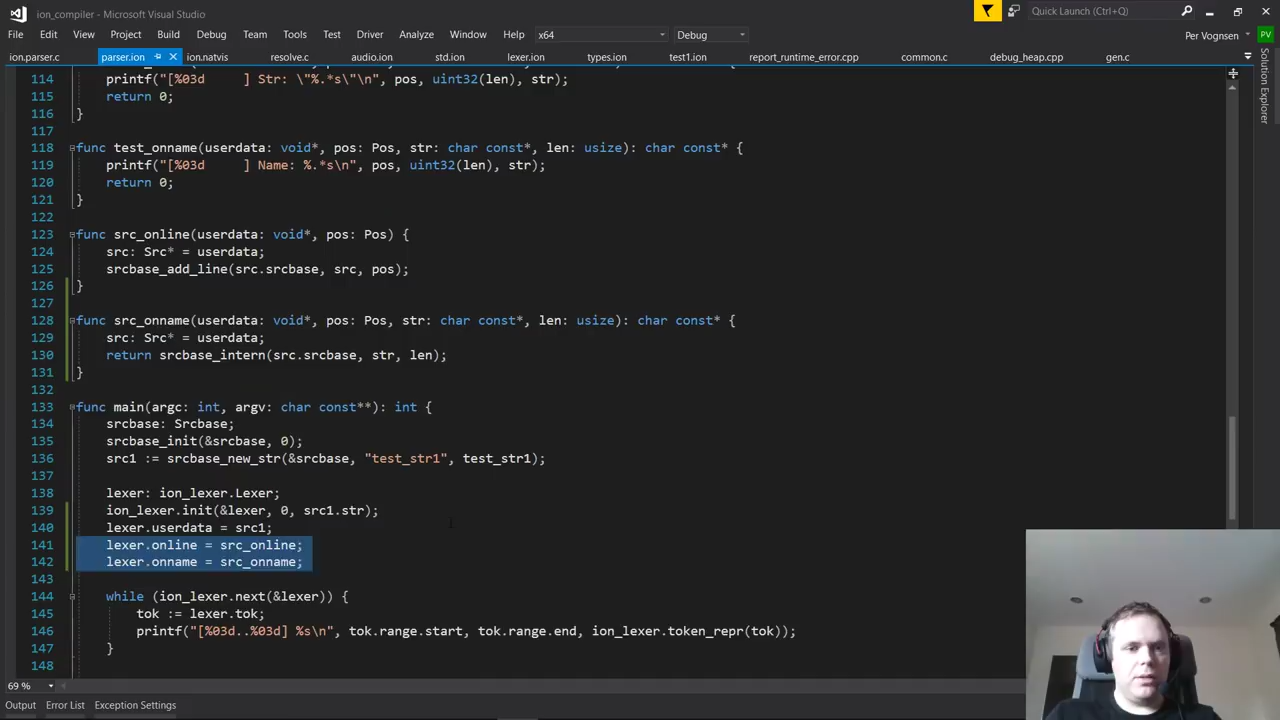 ion_compiler - Microsoft Visual Studio
Quick Launch (Ctrl+Q)
File Edit View Project Build Debug Team Tools Test Driver Analyze Window Help x64 Debug Per Vognsen PV
ion.parser.c parser.ion ion.natvis resolve.c audio.ion std.ion lexer.ion types.ion test1.ion report_runtime_error.cpp common.c debug_heap.cpp gen.c
Solution Explorer
114 printf("[%03d      ] Str: \"%.*s\"\n", pos, uint32(len), str);
115 return 0;
116 }
117
118 func test_onname(userdata: void*, pos: Pos, str: char const*, len: usize): char const* {
119 printf("[%03d      ] Name: %.*s\n", pos, uint32(len), str);
120 return 0;
121 }
122
123 func src_online(userdata: void*, pos: Pos) {
124 src: Src* = userdata;
125 srcbase_add_line(src.srcbase, src, pos);
126 }
127
128 func src_onname(userdata: void*, pos: Pos, str: char const*, len: usize): char const* {
129 src: Src* = userdata;
130 return srcbase_intern(src.srcbase, str, len);
131 }
132
133 func main(argc: int, argv: char const**): int {
134 srcbase: Srcbase;
135 srcbase_init(&srcbase, 0);
136 src1 := srcbase_new_str(&srcbase, "test_str1", test_str1);
137
138 lexer: ion_lexer.Lexer;
139 ion_lexer.init(&lexer, 0, src1.str);
140 lexer.userdata = src1;
141 lexer.online = src_online;
142 lexer.onname = src_onname;
143
144 while (ion_lexer.next(&lexer)) {
145 tok := lexer.tok;
146 printf("[%03d..%03d] %s\n", tok.range.start, tok.range.end, ion_lexer.token_repr(tok));
147 }
148
69 %
Output Error List Exception Settings